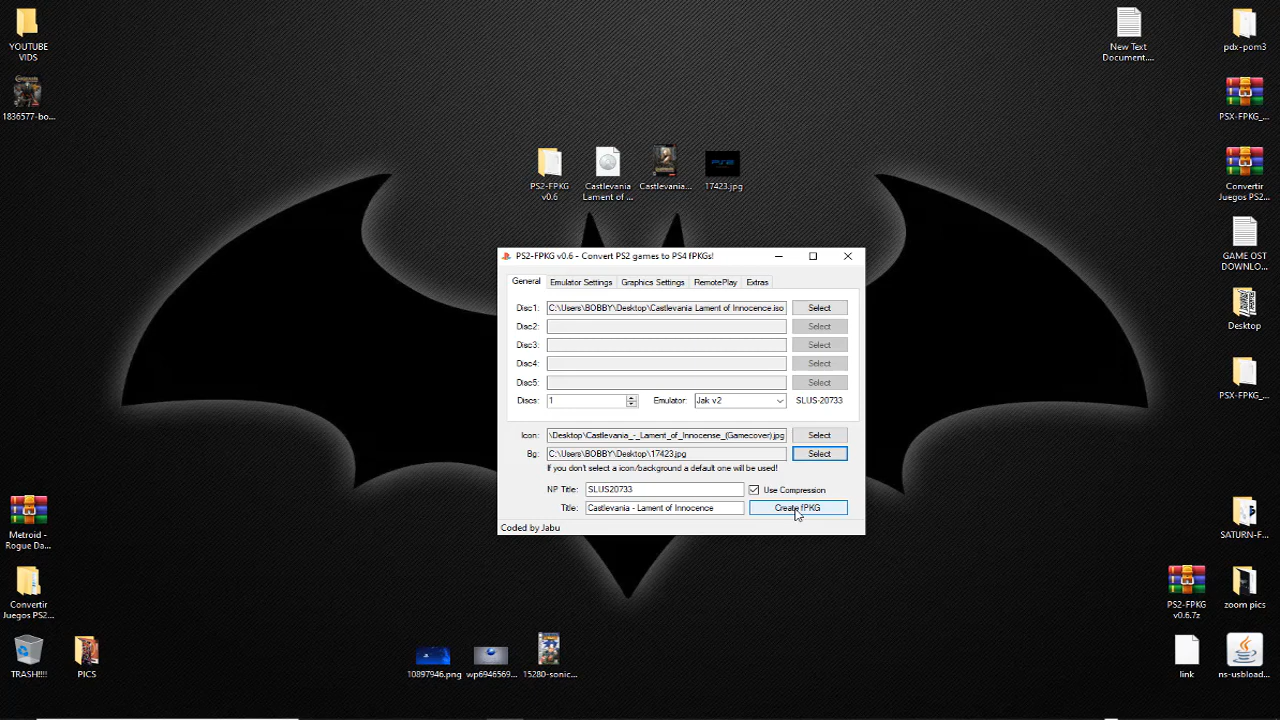 YOUTUBE
VIDS
1836577-bo...
New Text
Document....
pdx-pom3
PSX-FPKG_...
Convertir
Juegos PS2...
GAME OST
DOWNLO...
Desktop
PSX-FPKG_...
PS2-FPKG
v0.6
Castlevania
Lament of ...
Castlevania...
PS2
17423.jpg
PS2-FPKG v0.6 - Convert PS2 games to PS4 fPKGs!
General
Emulator Settings
Graphics Settings
RemotePlay
Extras
Disc1:
C:\Users\BOBBY\Desktop\Castlevania Lament of Innocence.iso
Select
Disc2:
Select
Disc3:
Select
Disc4:
Select
Disc5:
Select
Discs:
1
Emulator:
Jak v2
SLUS-20733
Icon:
\Desktop\Castlevania_-_Lament_of_Innocense_(Gamecover).jpg
Select
Bg:
C:\Users\BOBBY\Desktop\17423.jpg
Select
If you don't select a icon/background a default one will be used!
NP Title:
SLUS20733
Use Compression
Title:
Castlevania - Lament of Innocence
Create fPKG
Coded by Jabu
Metroid -
Rogue Da...
Convertir
Juegos PS2...
TRASH!!!!
PICS
10897946.png
wp6946569...
15280-sonic...
SATURN-F...
PS2-FPKG
v0.6.7z
zoom pics
link
ns-usbload...